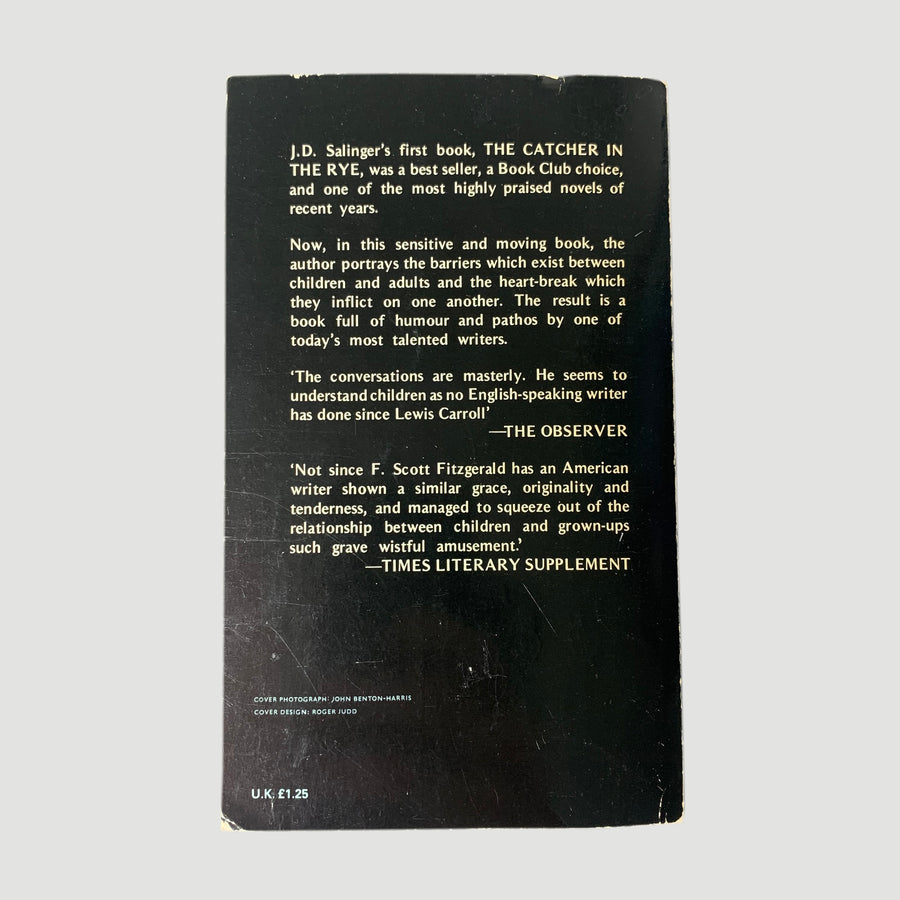 J.D. Salinger's first book, THE CATCHER IN
THE RYE, was a best seller, a Book Club choice,
and one of the most highly praised novels of
recent years.
Now, in this sensitive and moving book, the
author portrays the barriers which exist between
children and adults and the heart-break which
they inflict on one another. The result is a
book full of humour and pathos by one of
today's most talented writers.
'The conversations are masterly. He seems to
understand children as no English-speaking writer
has done since Lewis Carroll'
—THE OBSERVER
'Not since F. Scott Fitzgerald has an American
writer shown a similar grace, originality and
tenderness, and managed to squeeze out of the
relationship between children and grown-ups
such grave wistful amusement.'
—TIMES LITERARY SUPPLEMENT
COVER PHOTOGRAPH: JOHN BENTON-HARRIS
COVER DESIGN: ROGER JUDD
U.K. £1.25